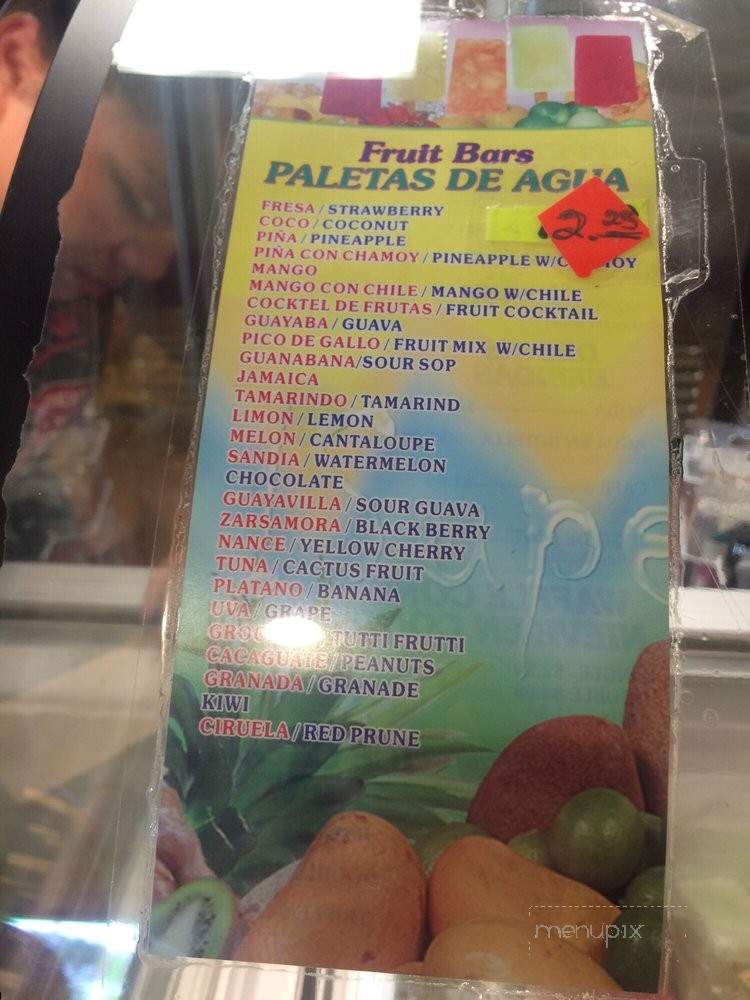 Fruit Bars
PALETAS DE AGUA
2.25
FRESA / STRAWBERRY
COCO / COCONUT
PIÑA / PINEAPPLE
PIÑA CON CHAMOY / PINEAPPLE W/
MANGO
MANGO CON CHILE / MANGO W/CHILE
COCKTEL DE FRUTAS / FRUIT COCKTAIL
GUAYABA / GUAVA
PICO DE GALLO / FRUIT MIX W/CHILE
GUANABANA/SOUR SOP
JAMAICA
TAMARINDO / TAMARIND
LIMON / LEMON
MELON / CANTALOUPE
SANDIA / WATERMELON
CHOCOLATE
GUAYAVILLA / SOUR GUAVA
ZARSAMORA / BLACK BERRY
NANCE / YELLOW CHERRY
TUNA / CACTUS FRUIT
PLATANO / BANANA
UVA / GRAPE
TUTTI FRUTTI
CACAGUATE / PEANUTS
GRANADA / GRANADE
KIWI
CIRUELA / RED PRUNE
menupix